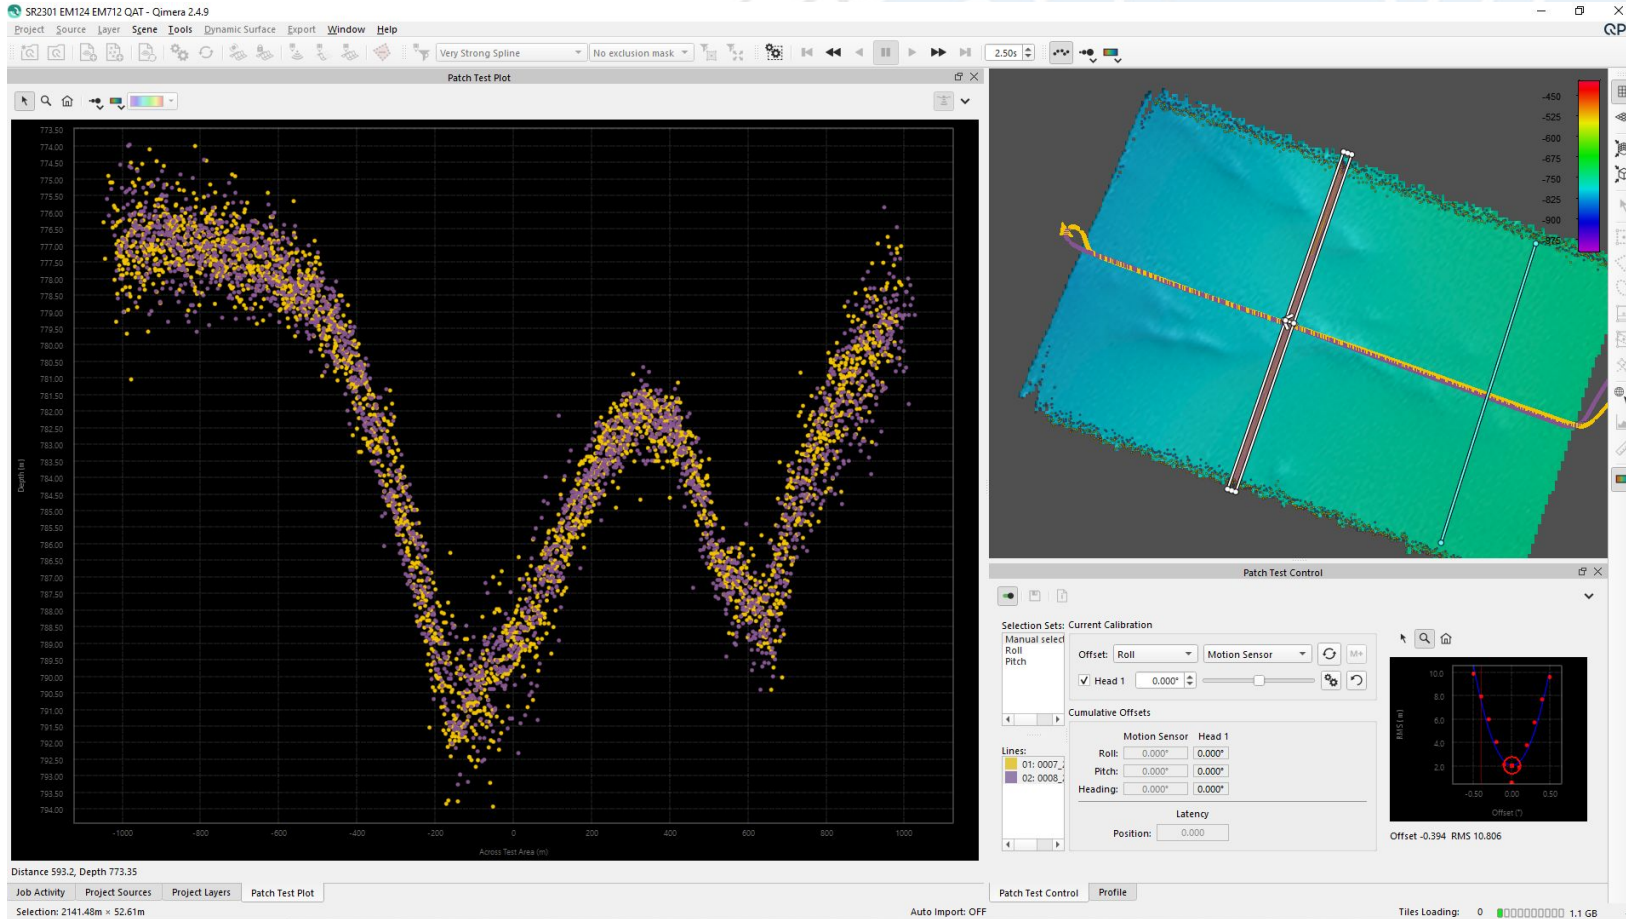 SR2301 EM124 EM712 QAT - Qimera 2.4.9
Project Source Layer Scene Tools Dynamic Surface Export Window Help
QP
Very Strong Spline No exclusion mask 2.50s
Patch Test Plot
773.50
774.00
774.50
775.00
775.50
776.00
776.50
777.00
777.50
778.00
778.50
779.00
779.50
780.00
780.50
781.00
781.50
782.00
782.50
783.00
783.50
784.00
784.50
785.00
785.50
786.00
786.50
787.00
787.50
788.00
788.50
789.00
789.50
790.00
790.50
791.00
791.50
792.00
792.50
793.00
793.50
794.00
Depth (m)
-1000 -800 -600 -400 -200 0 200 400 600 800 1000
Across Test Area (m)
Distance 593.2, Depth 773.35
Job Activity Project Sources Project Layers Patch Test Plot
Selection: 2141.48m × 52.61m
-450
-525
-600
-675
-750
-825
-900
-975
Patch Test Control
Selection Sets: Current Calibration
Manual select
Roll
Pitch
Offset: Roll Motion Sensor M+
Head 1 0.000°
Cumulative Offsets
Motion Sensor Head 1
Roll: 0.000° 0.000°
Pitch: 0.000° 0.000°
Heading: 0.000° 0.000°
Latency
Position: 0.000
Lines:
01: 0007_
02: 0008_
10.0
8.0
6.0
4.0
2.0
RMS (m)
-0.50 0.00 0.50
Offset (°)
Offset -0.394 RMS 10.806
Patch Test Control Profile
Auto Import: OFF
Tiles Loading: 0 1.1 GB